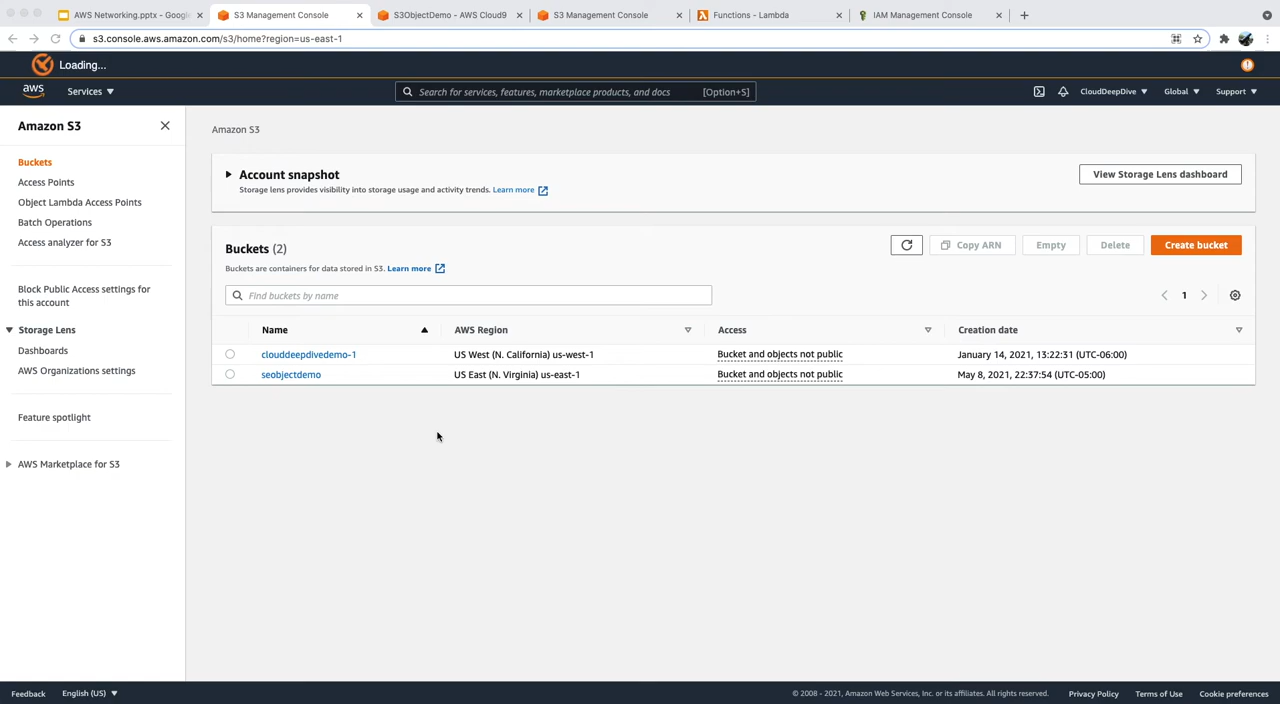 AWS Networking.pptx - Google
S3 Management Console
S3ObjectDemo - AWS Cloud9
S3 Management Console
Functions - Lambda
IAM Management Console
s3.console.aws.amazon.com/s3/home?region=us-east-1
Loading...
aws
Services
Search for services, features, marketplace products, and docs
[Option+S]
CloudDeepDive
Global
Support
Amazon S3
Buckets
Access Points
Object Lambda Access Points
Batch Operations
Access analyzer for S3
Block Public Access settings for
this account
Storage Lens
Dashboards
AWS Organizations settings
Feature spotlight
AWS Marketplace for S3
Amazon S3
Account snapshot
Storage lens provides visibility into storage usage and activity trends. Learn more
View Storage Lens dashboard
Buckets (2)
Buckets are containers for data stored in S3. Learn more
Copy ARN
Empty
Delete
Create bucket
Find buckets by name
1
Name AWS Region Access Creation date
clouddeepdivedemo-1 US West (N. California) us-west-1 Bucket and objects not public January 14, 2021, 13:22:31 (UTC-06:00)
seobjectdemo US East (N. Virginia) us-east-1 Bucket and objects not public May 8, 2021, 22:37:54 (UTC-05:00)
Feedback
English (US)
© 2008 - 2021, Amazon Web Services, Inc. or its affiliates. All rights reserved.
Privacy Policy
Terms of Use
Cookie preferences